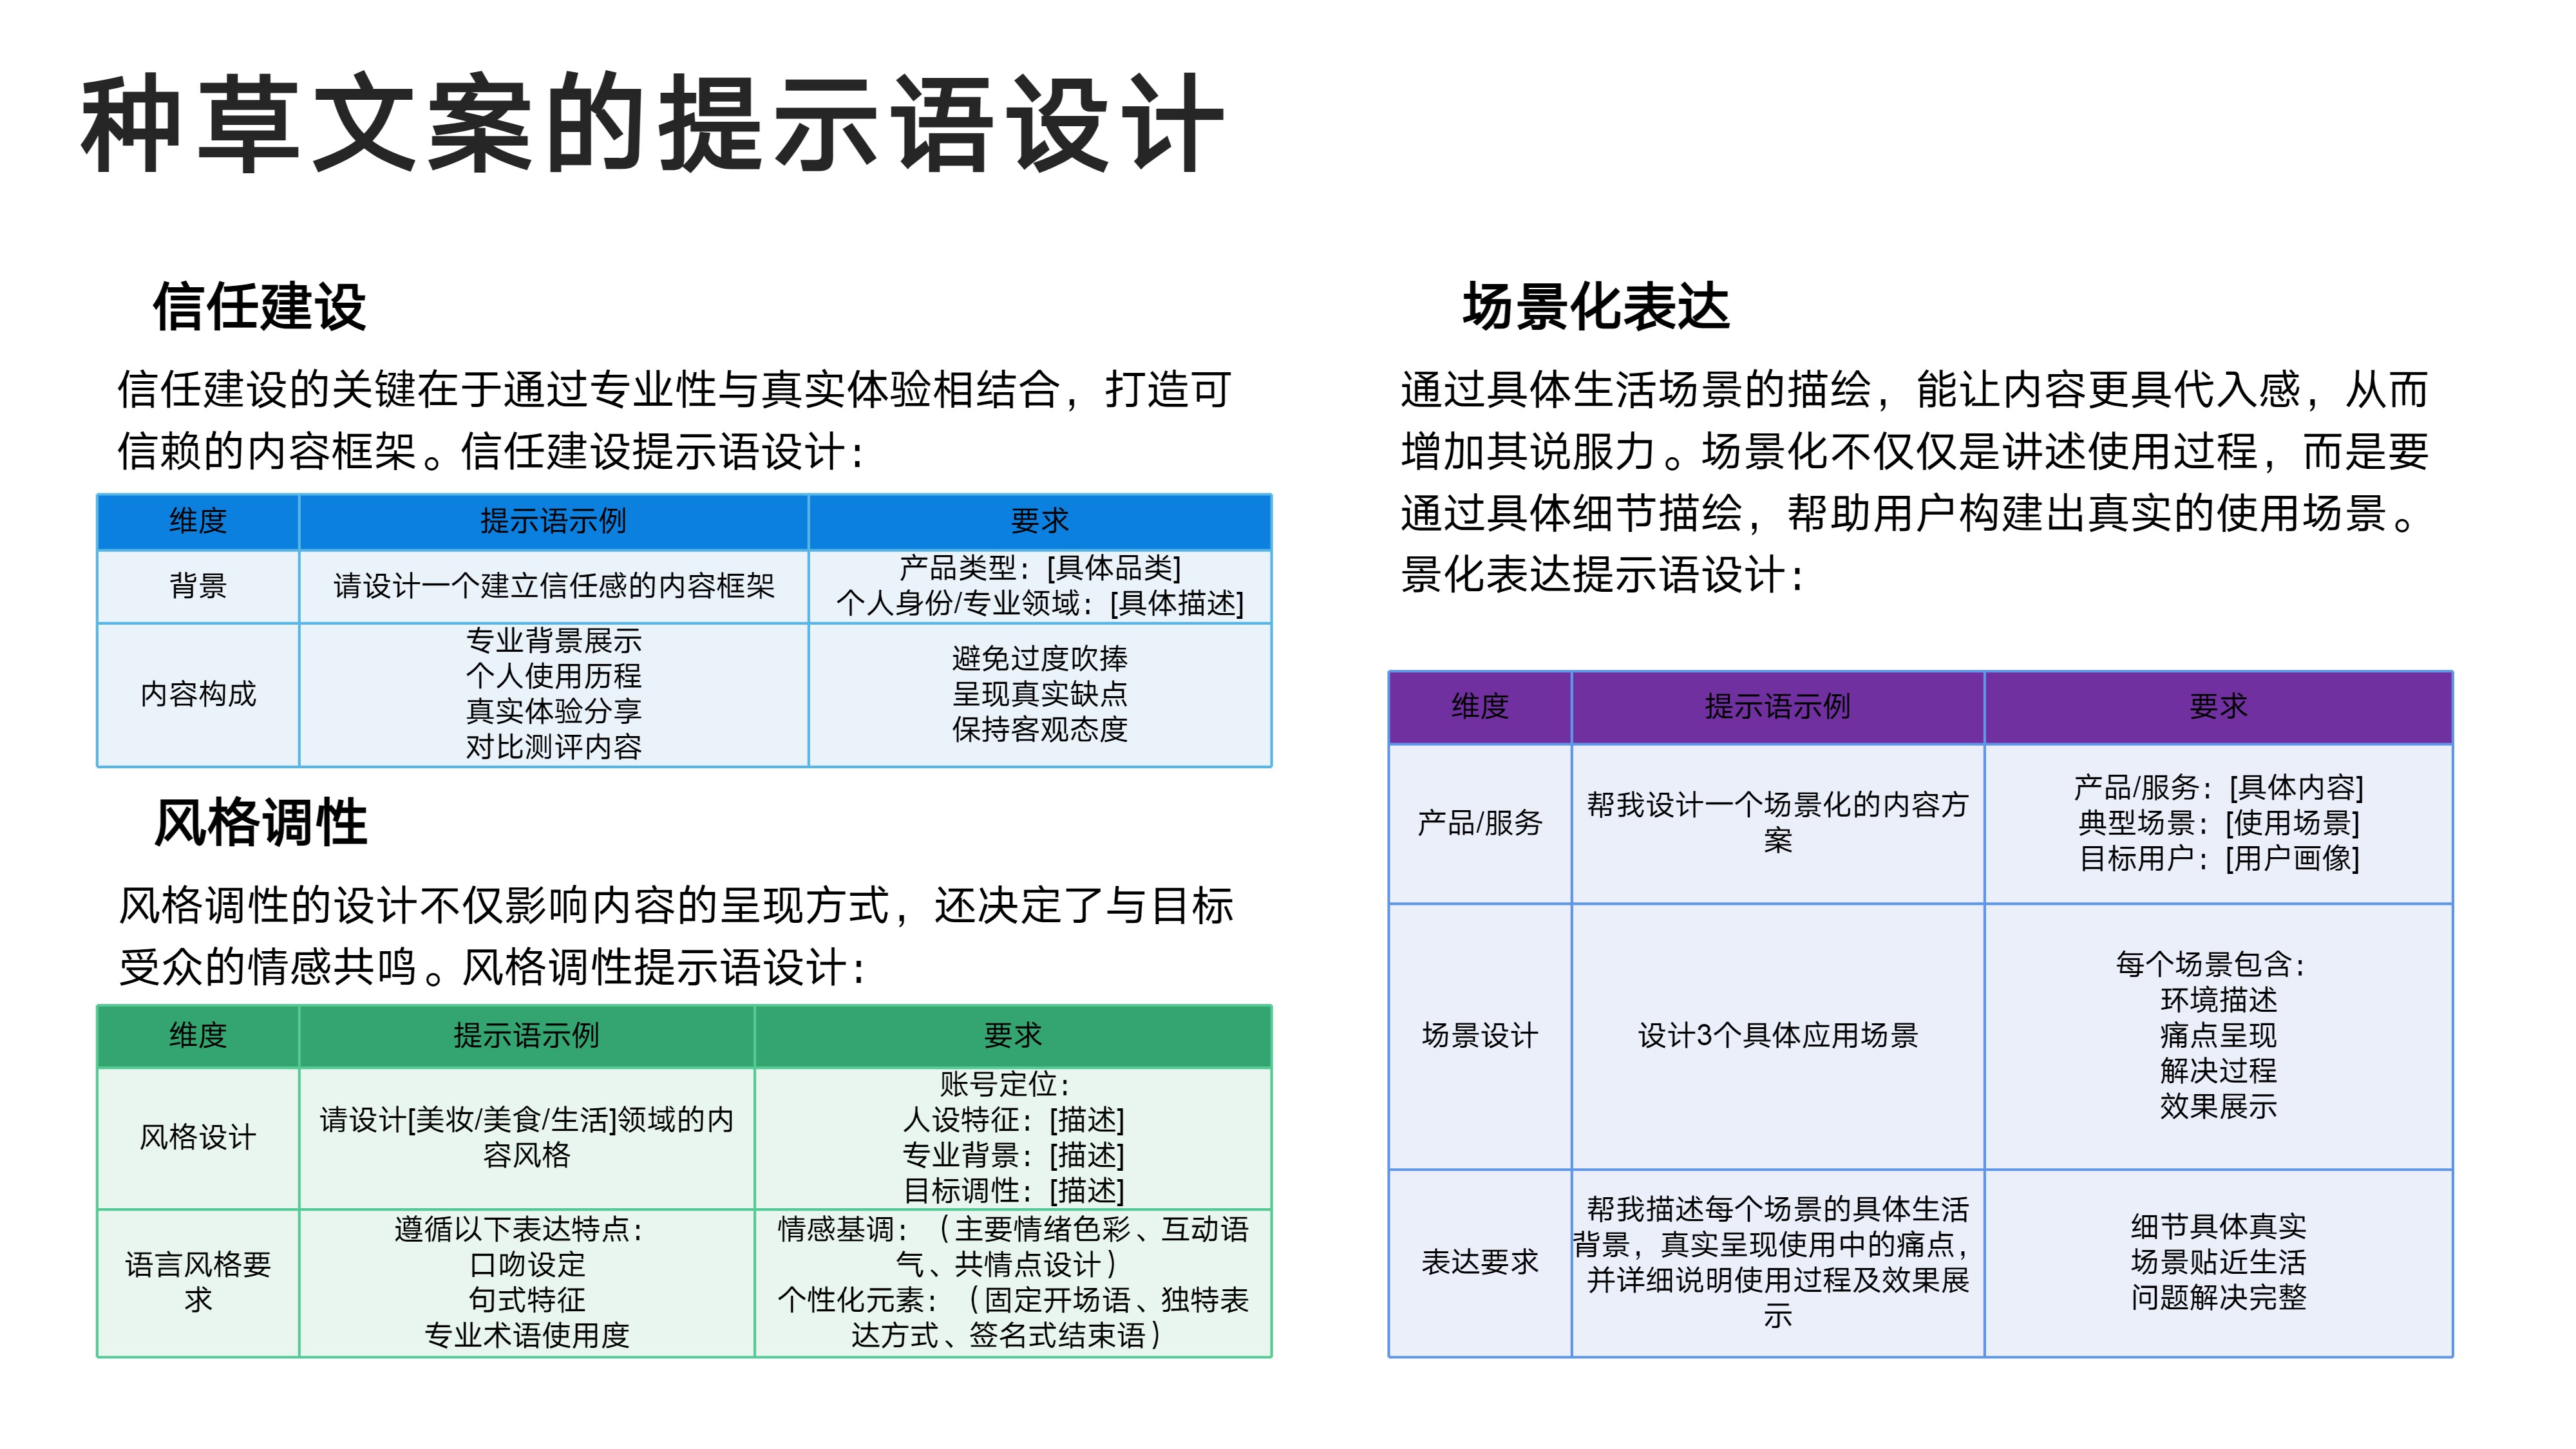 种草文案的提示语设计
信任建设
信任建设的关键在于通过专业性与真实体验相结合，打造可
信赖的内容框架。信任建设提示语设计：
维度
提示语示例
要求
背景
请设计一个建立信任感的内容框架
产品类型：[具体品类]
个人身份/专业领域：[具体描述]
内容构成
专业背景展示
个人使用历程
真实体验分享
对比测评内容
避免过度吹捧
呈现真实缺点
保持客观态度
风格调性
风格调性的设计不仅影响内容的呈现方式，还决定了与目标
受众的情感共鸣。风格调性提示语设计：
维度
提示语示例
要求
风格设计
请设计[美妆/美食/生活]领域的内
容风格
账号定位：
人设特征：[描述]
专业背景：[描述]
目标调性：[描述]
语言风格要
求
遵循以下表达特点：
口吻设定
句式特征
专业术语使用度
情感基调：（主要情绪色彩、互动语
气、共情点设计）
个性化元素：（固定开场语、独特表
达方式、签名式结束语）
场景化表达
通过具体生活场景的描绘，能让内容更具代入感，从而
增加其说服力。场景化不仅仅是讲述使用过程，而是要
通过具体细节描绘，帮助用户构建出真实的使用场景。
景化表达提示语设计：
维度
提示语示例
要求
产品/服务
帮我设计一个场景化的内容方
案
产品/服务：[具体内容]
典型场景：[使用场景]
目标用户：[用户画像]
场景设计
设计3个具体应用场景
每个场景包含：
环境描述
痛点呈现
解决过程
效果展示
表达要求
帮我描述每个场景的具体生活
背景，真实呈现使用中的痛点，
并详细说明使用过程及效果展
示
细节具体真实
场景贴近生活
问题解决完整